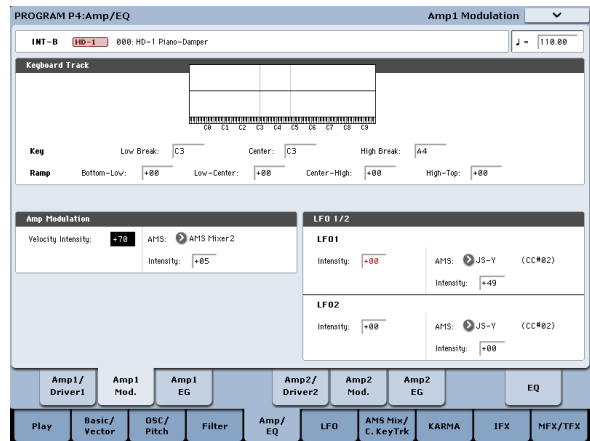 PROGRAM P4:Amp/EQ Amp1 Modulation
INT-B HD-1 000: HD-1 Piano-Damper ♩ = 110.00
Keyboard Track
C0 C1 C2 C3 C4 C5 C6 C7 C8 C9
Key Low Break: C3 Center: C3 High Break: A4
Ramp Bottom-Low: +00 Low-Center: +00 Center-High: +00 High-Top: +00
Amp Modulation
Velocity Intensity: +70 AMS: AMS Mixer2
Intensity: +05
LFO 1/2
LFO1
Intensity: +00 AMS: JS-Y (CC#02)
Intensity: +49
LFO2
Intensity: +00 AMS: JS-Y (CC#02)
Intensity: +00
Amp1/ Driver1 Amp1 Mod. Amp1 EG Amp2/ Driver2 Amp2 Mod. Amp2 EG EQ
Play Basic/ Vector OSC/ Pitch Filter Amp/ EQ LFO AMS Mix/ C. KeyTrk KARMA IFX MFX/TFX